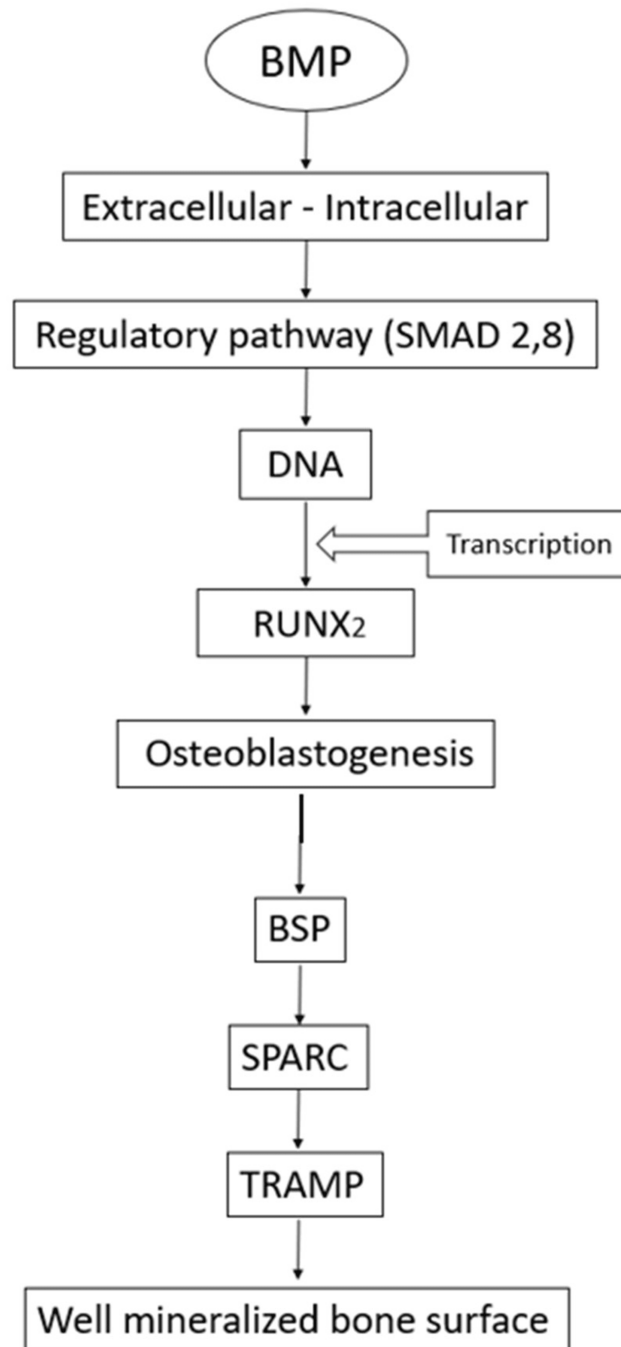 BMP
Extracellular - Intracellular
Regulatory pathway (SMAD 2,8)
DNA
Transcription
RUNX2
Osteoblastogenesis
BSP
SPARC
TRAMP
Well mineralized bone surface